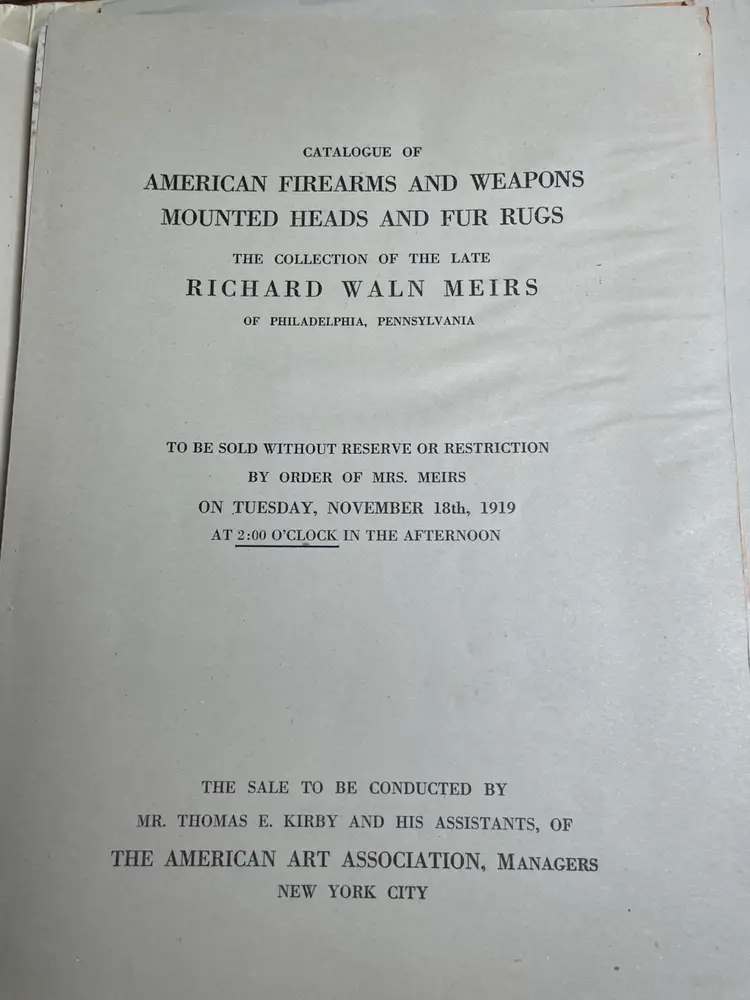 CATALOGUE OF
AMERICAN FIREARMS AND WEAPONS
MOUNTED HEADS AND FUR RUGS
THE COLLECTION OF THE LATE
RICHARD WALN MEIRS
OF PHILADELPHIA, PENNSYLVANIA
TO BE SOLD WITHOUT RESERVE OR RESTRICTION
BY ORDER OF MRS. MEIRS
ON TUESDAY, NOVEMBER 18th, 1919
AT 2:00 O'CLOCK IN THE AFTERNOON
THE SALE TO BE CONDUCTED BY
MR. THOMAS E. KIRBY AND HIS ASSISTANTS, OF
THE AMERICAN ART ASSOCIATION, MANAGERS
NEW YORK CITY